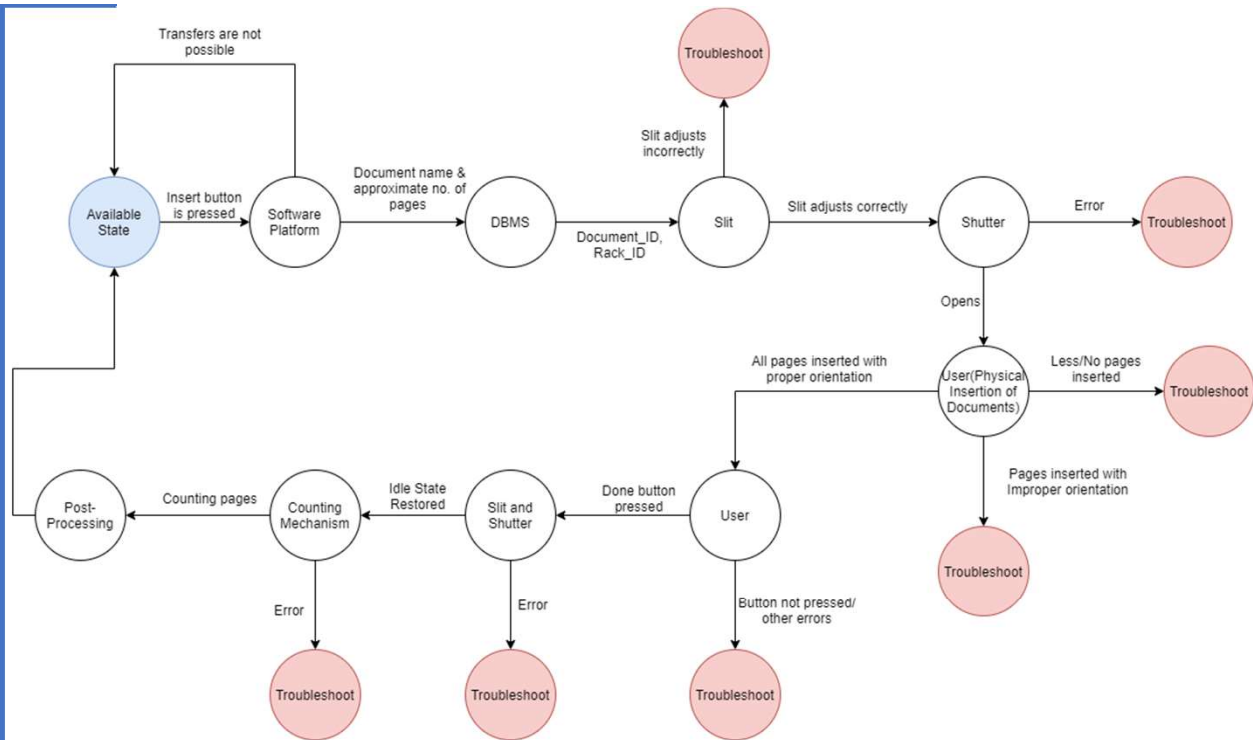 Transfers are not
possible
Troubleshoot
Slit adjusts
incorrectly
Available
State
Insert button
is pressed
Software
Platform
Document name &
approximate no. of
pages
DBMS
Document_ID,
Rack_ID
Slit
Slit adjusts correctly
Shutter
Error
Troubleshoot
Opens
All pages inserted with
proper orientation
User(Physical
Insertion of
Documents)
Less/No pages
inserted
Troubleshoot
Pages inserted with
Improper orientation
Troubleshoot
Post-
Processing
Counting pages
Counting
Mechanism
Idle State
Restored
Slit and
Shutter
Done button
pressed
User
Error
Error
Button not pressed/
other errors
Troubleshoot
Troubleshoot
Troubleshoot